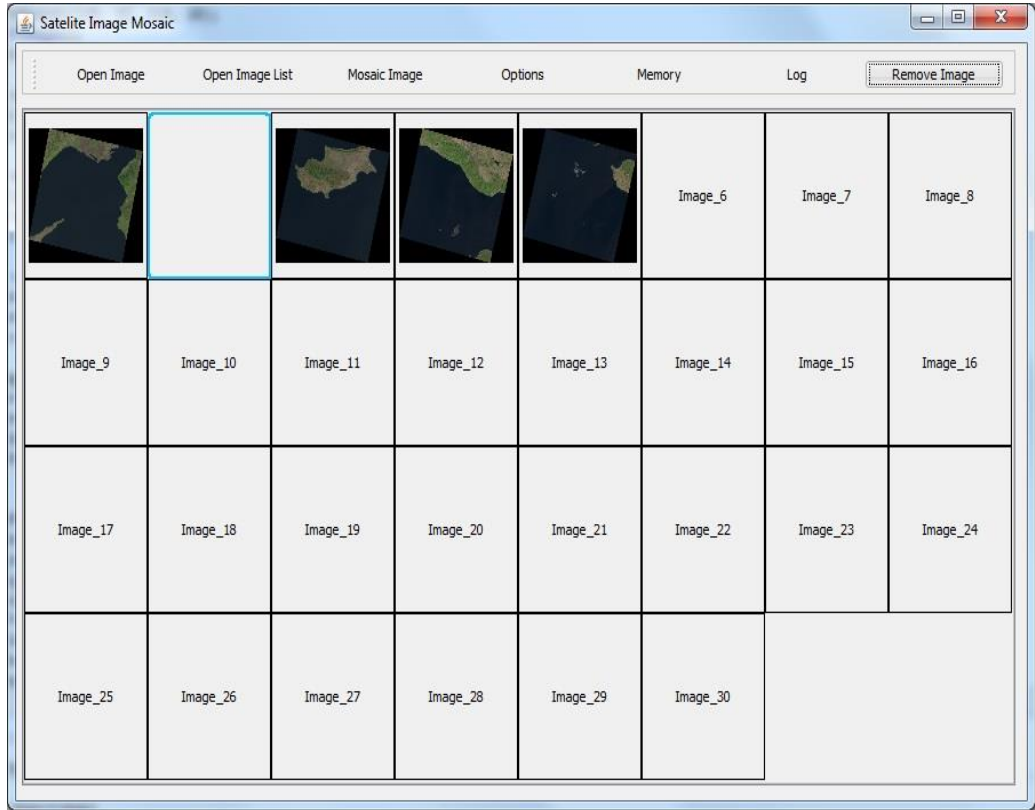 Satelite Image Mosaic
Open Image Open Image List Mosaic Image Options Memory Log Remove Image
Image_6 Image_7 Image_8
Image_9 Image_10 Image_11 Image_12 Image_13 Image_14 Image_15 Image_16
Image_17 Image_18 Image_19 Image_20 Image_21 Image_22 Image_23 Image_24
Image_25 Image_26 Image_27 Image_28 Image_29 Image_30